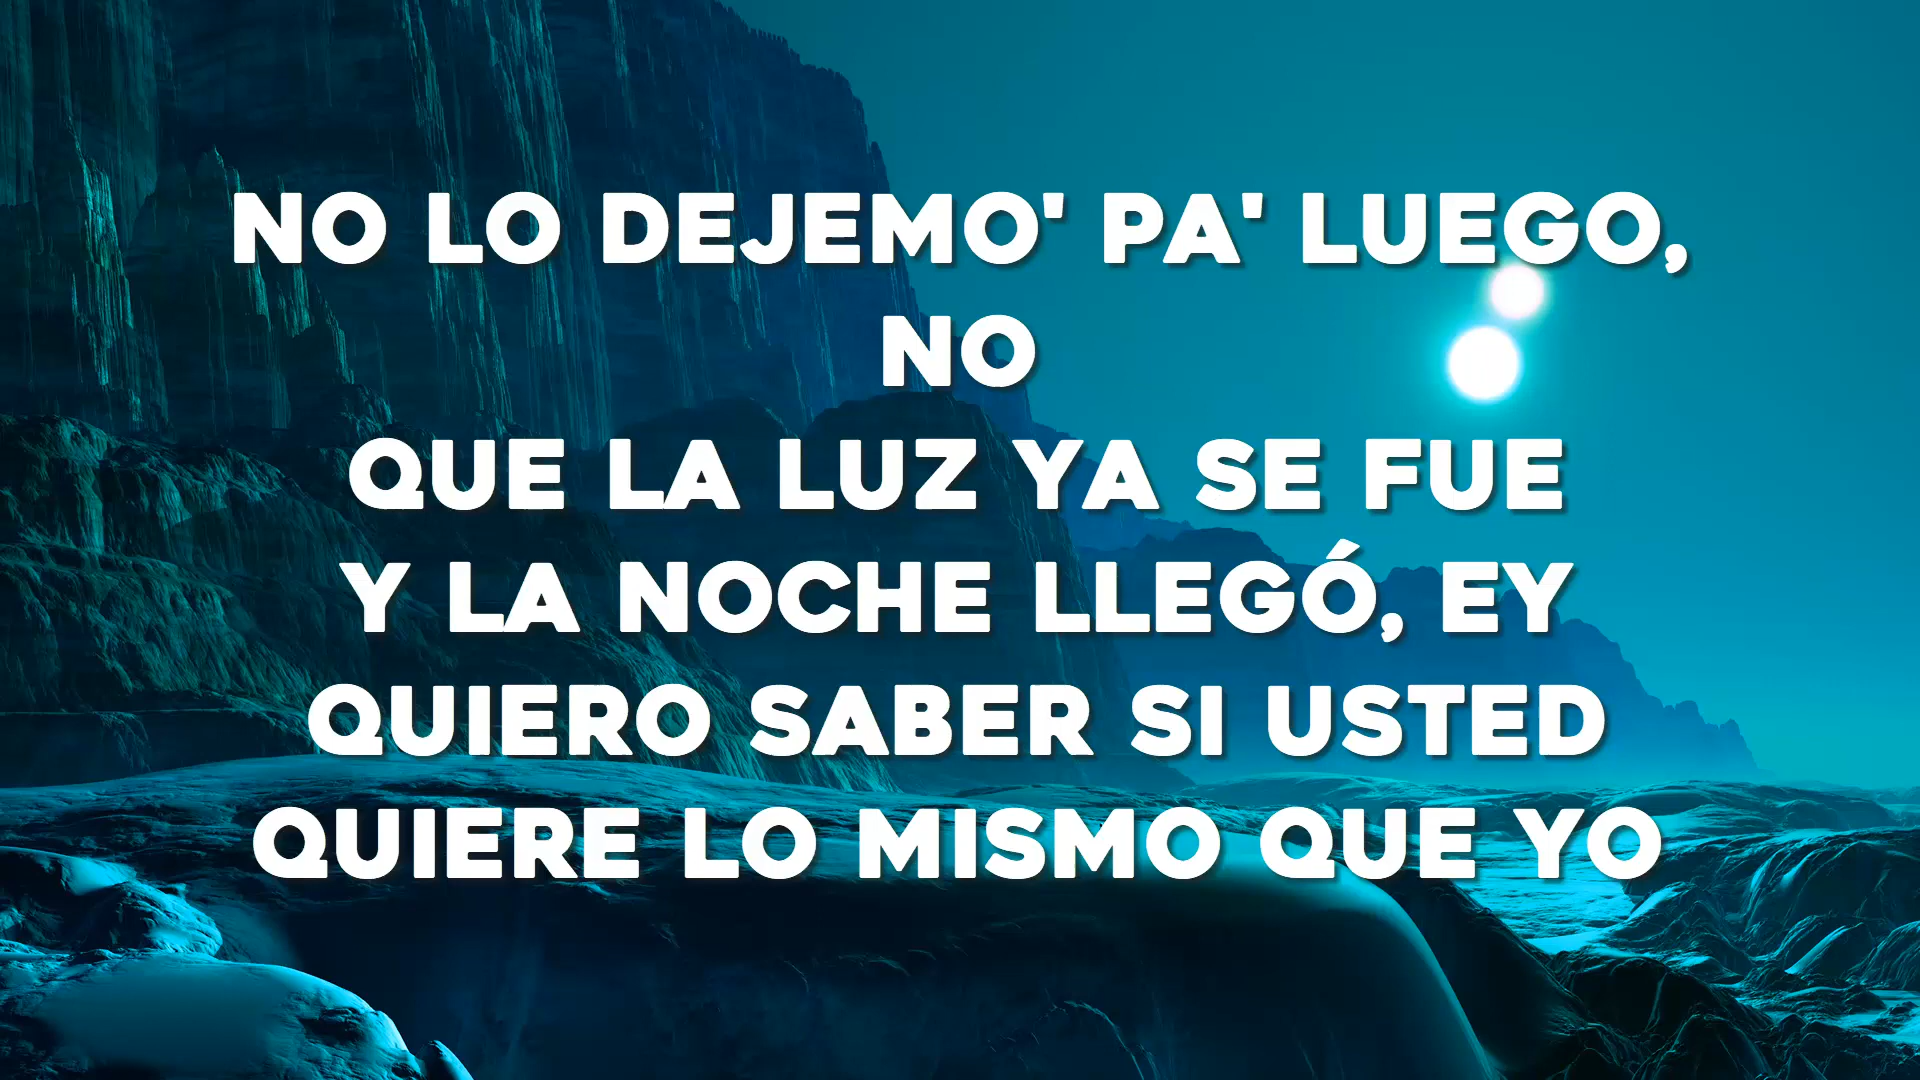 NO LO DEJEMO' PA' LUEGO,
NO
QUE LA LUZ YA SE FUE
Y LA NOCHE LLEGÓ, EY
QUIERO SABER SI USTED
QUIERE LO MISMO QUE YO